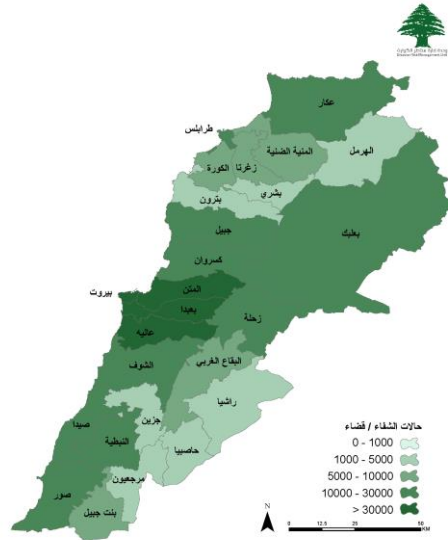 عكار
طرابلس
المنية الضنية
زغرتا
الهرمل
الكورة
بشري
بترون
جبيل
بعلبك
كسروان
المتن
بيروت
بعبدا
زحلة
عاليه
البقاع الغربي
الشوف
راشيا
جزين
صيدا
حاصبيا
النبطية
مرجعيون
صور
بنت جبيل
حالات الشفاء / قضاء
0 - 1000
1000 - 5000
5000 - 10000
10000 - 30000
> 30000
N
0 12.5 25 50
KM